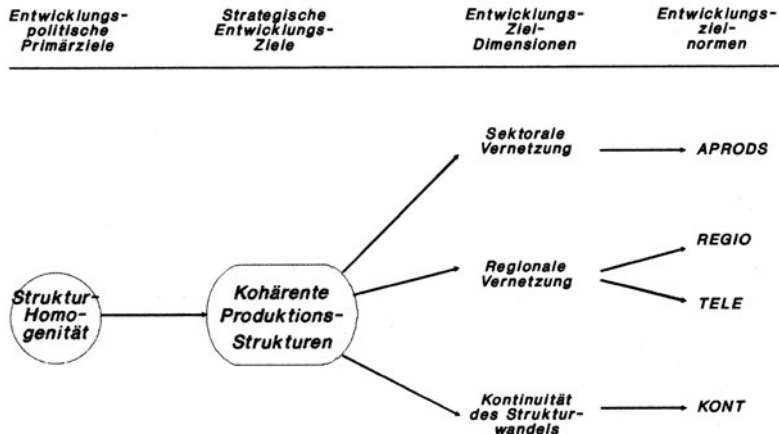 Entwicklungs-
politische
Primärziele
Strategische
Entwicklungs-
Ziele
Entwicklungs-
Ziel-
Dimensionen
Entwicklungs-
ziel-
normen
Sektorale
Vernetzung
APRODS
REGIO
Struktur-
Homo-
genität
Kohärente
Produktions-
Strukturen
Regionale
Vernetzung
TELE
Kontinuität
des Struktur-
wandels
KONT